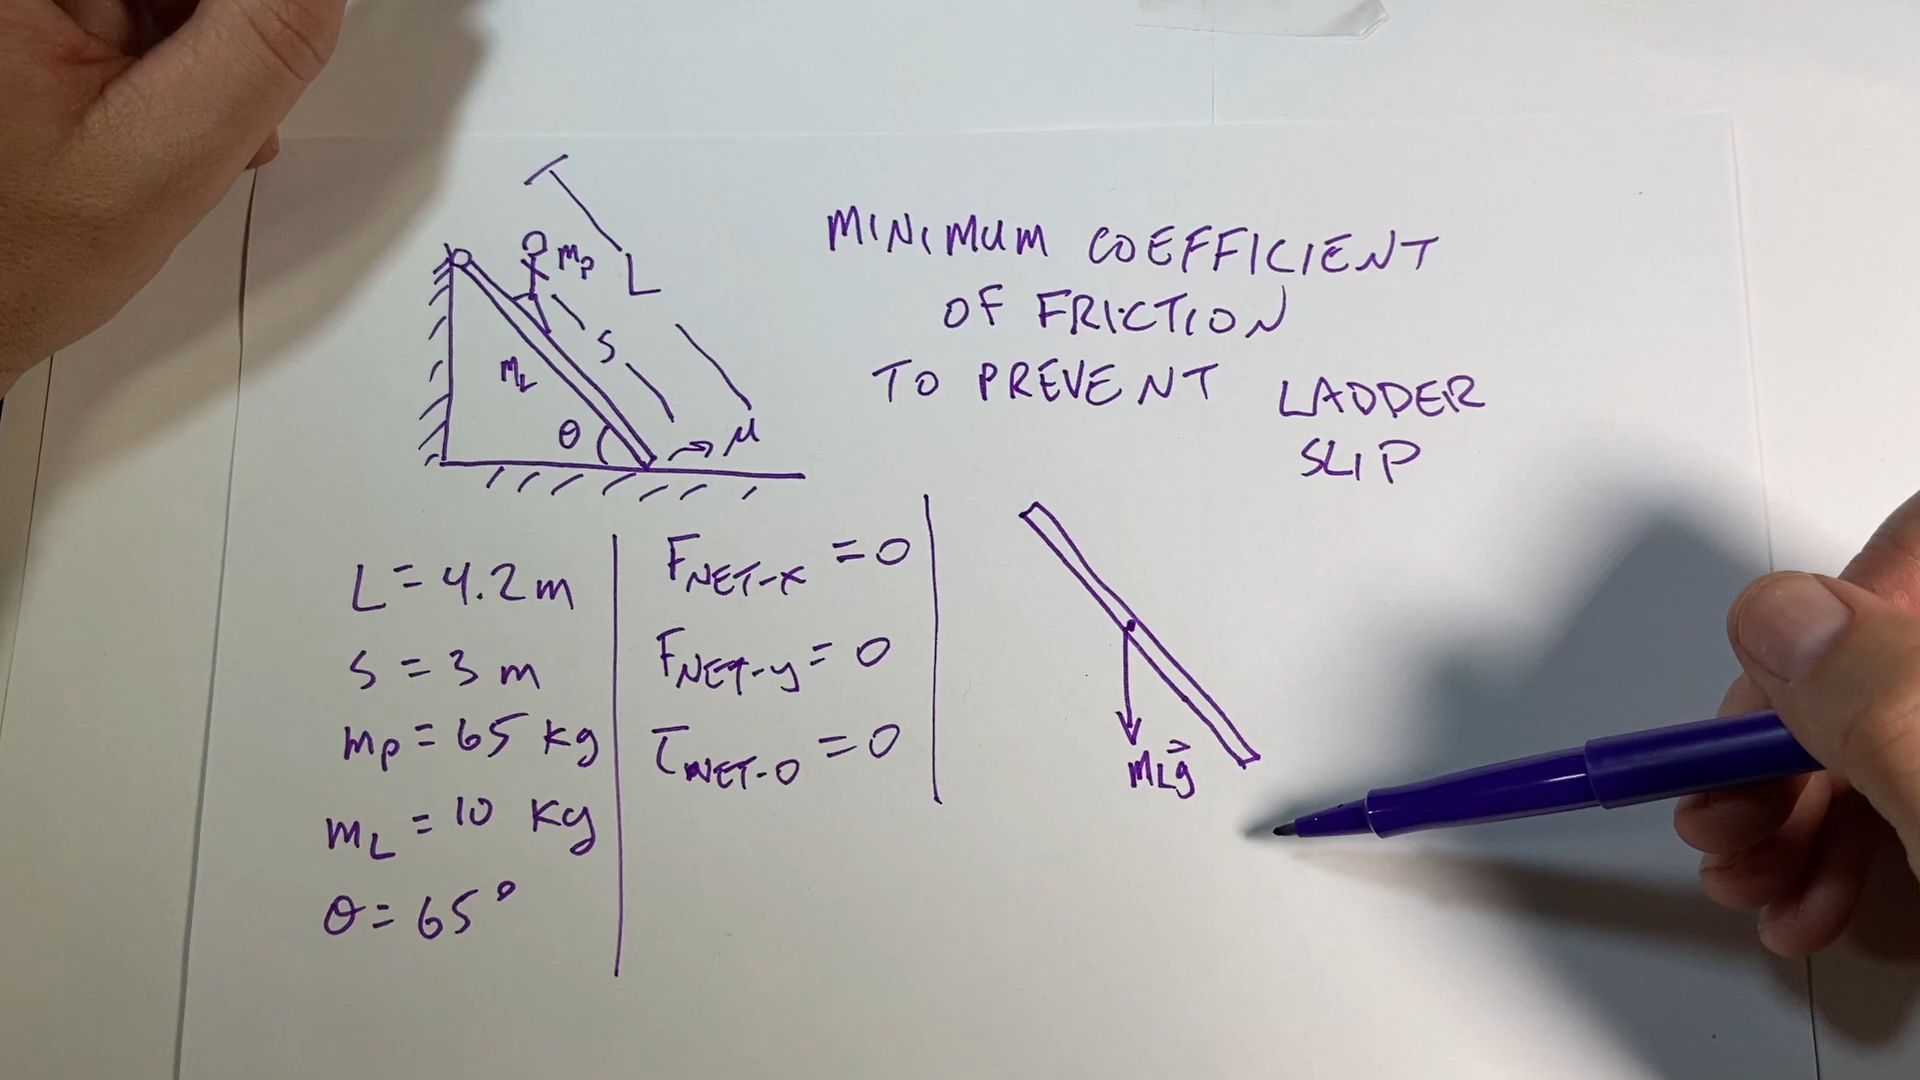 MINIMUM COEFFICIENT
OF FRICTION
TO PREVENT LADDER
SLIP
L
mp
S
mL
θ
μ
L = 4.2 m
S = 3 m
mp = 65 kg
mL = 10 kg
θ = 65°
FNET-x = 0
FNET-y = 0
τNET-O = 0
mLg⃗